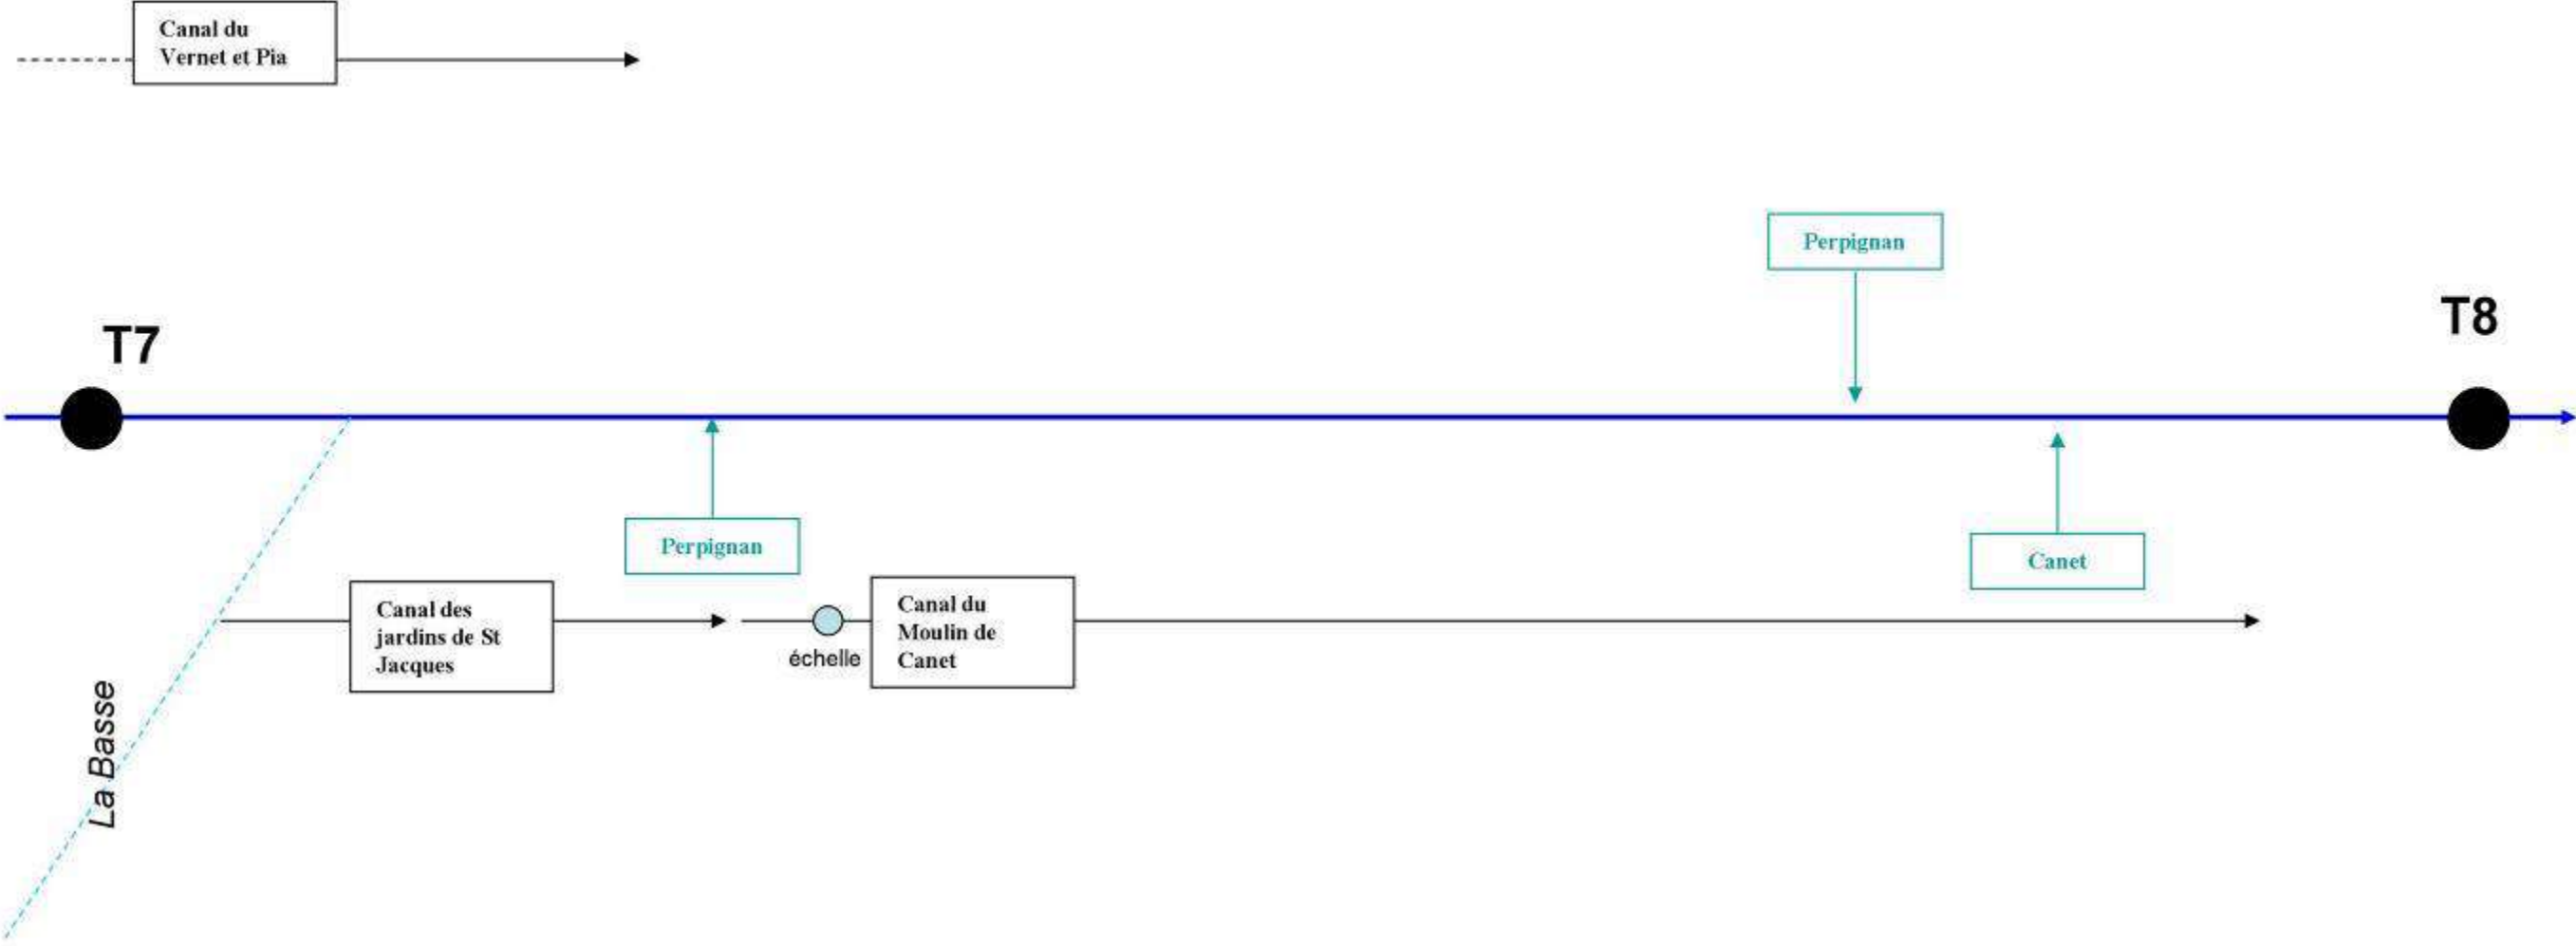 Canal du
Vernet et Pia
Perpignan
T7
T8
Perpignan
Canet
Canal des
jardins de St
Jacques
échelle
Canal du
Moulin de
Canet
La Basse